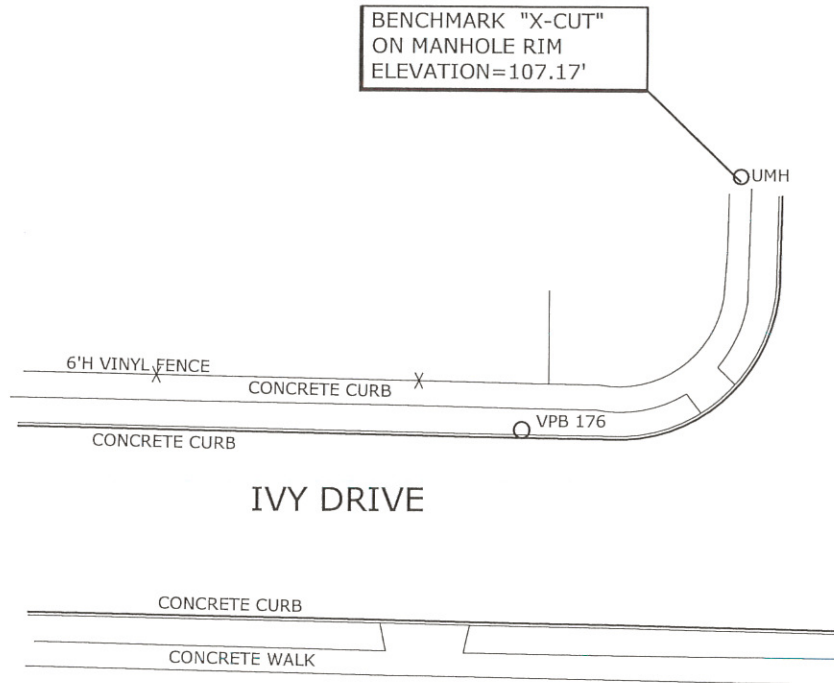 BENCHMARK "X-CUT"
ON MANHOLE RIM
ELEVATION=107.17'
UMH
6'H VINYL FENCE
CONCRETE CURB
VPB 176
CONCRETE CURB
IVY DRIVE
CONCRETE CURB
CONCRETE WALK